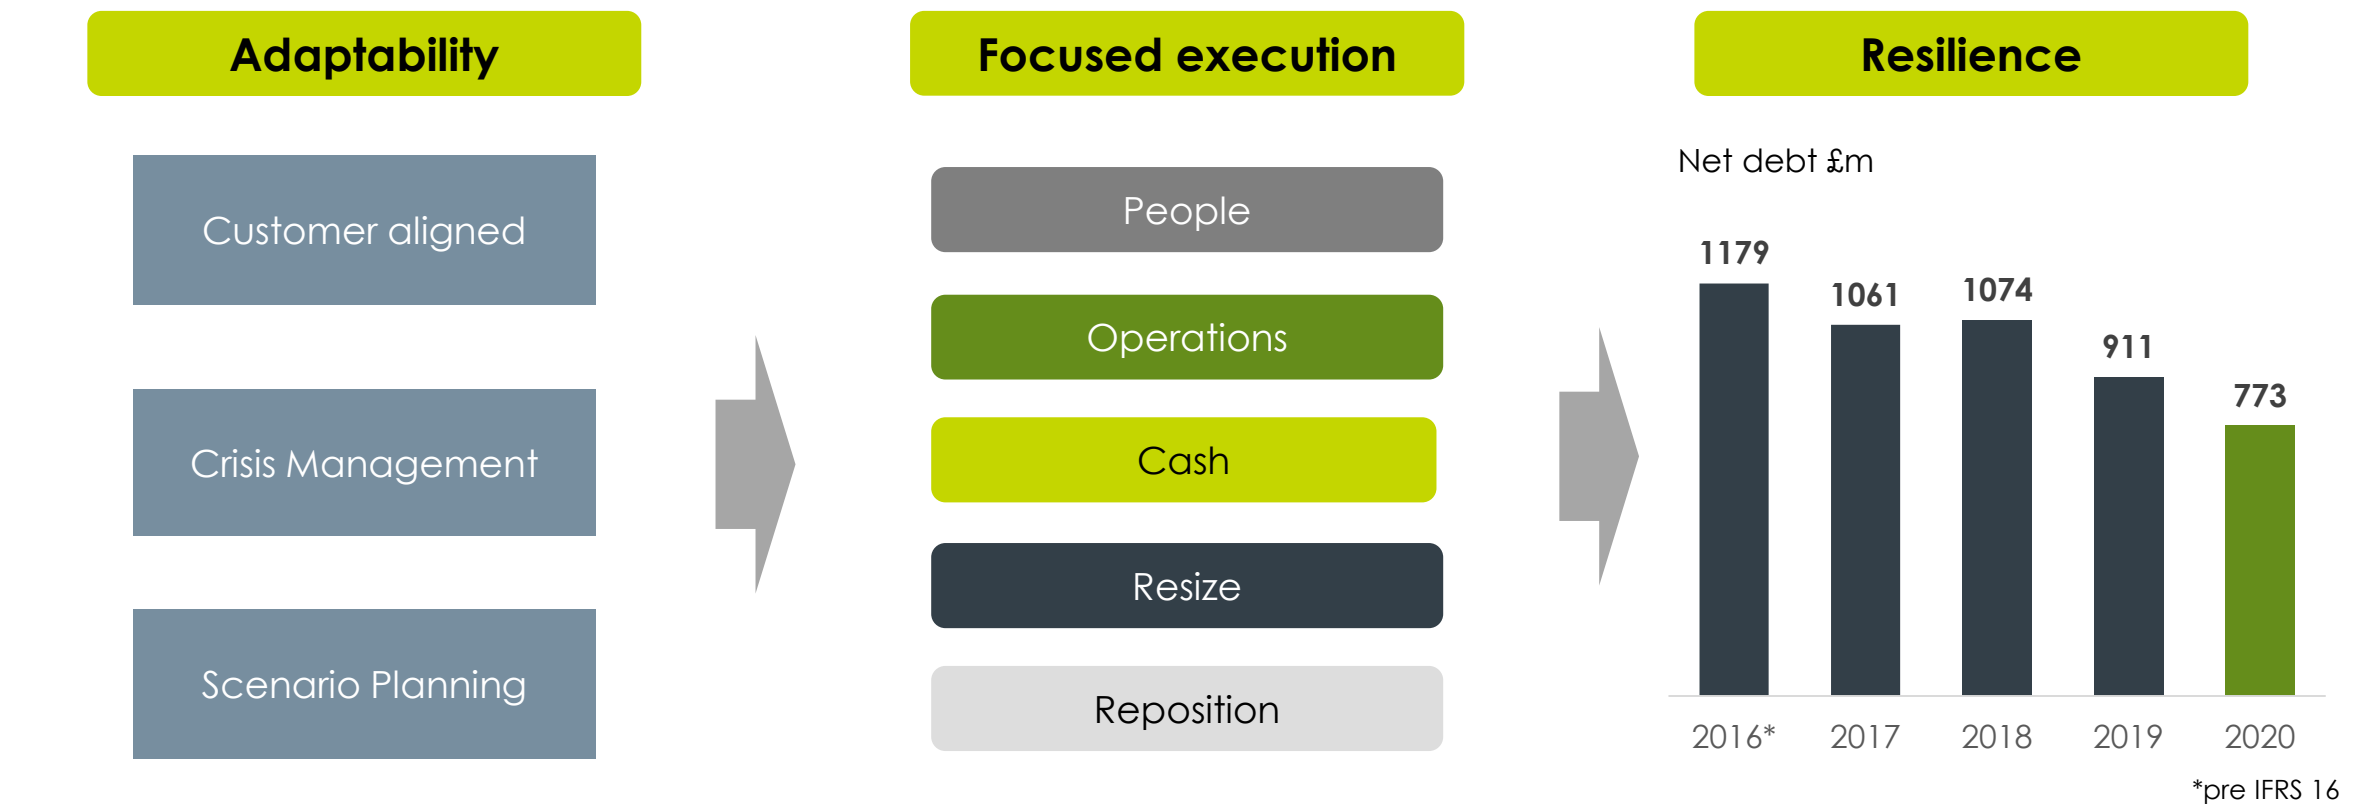 Adaptability
Customer aligned
Crisis Management
Scenario Planning
Focused execution
People
Operations
Cash
Resize
Reposition
Resilience
Net debt £m
1179
1061
1074
911
773
2016*
2017
2018
2019
2020
*pre IFRS 16